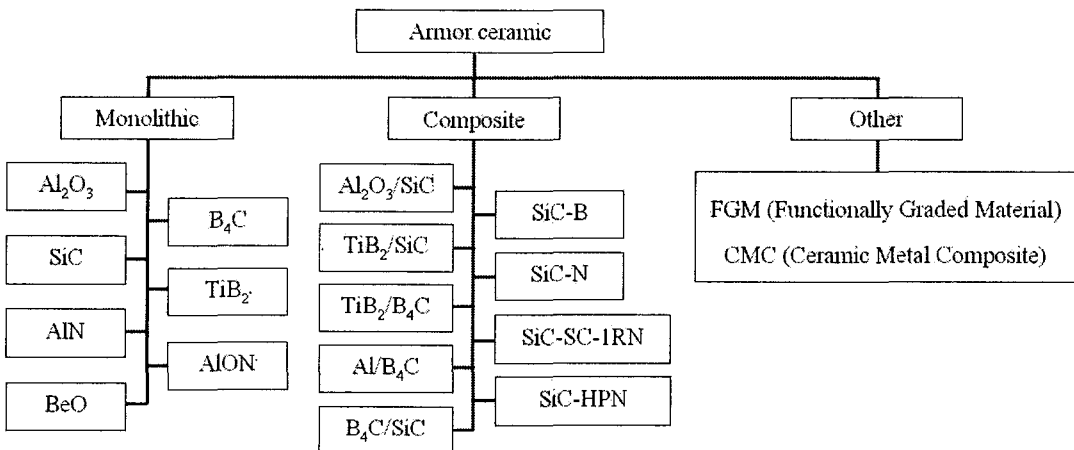 Armor ceramic
Monolithic
Composite
Other
Al₂O₃
B₄C
SiC
TiB₂
AlN
AlON
BeO
Al₂O₃/SiC
SiC-B
TiB₂/SiC
SiC-N
TiB₂/B₄C
SiC-SC-1RN
Al/B₄C
SiC-HPN
B₄C/SiC
FGM (Functionally Graded Material)
CMC (Ceramic Metal Composite)